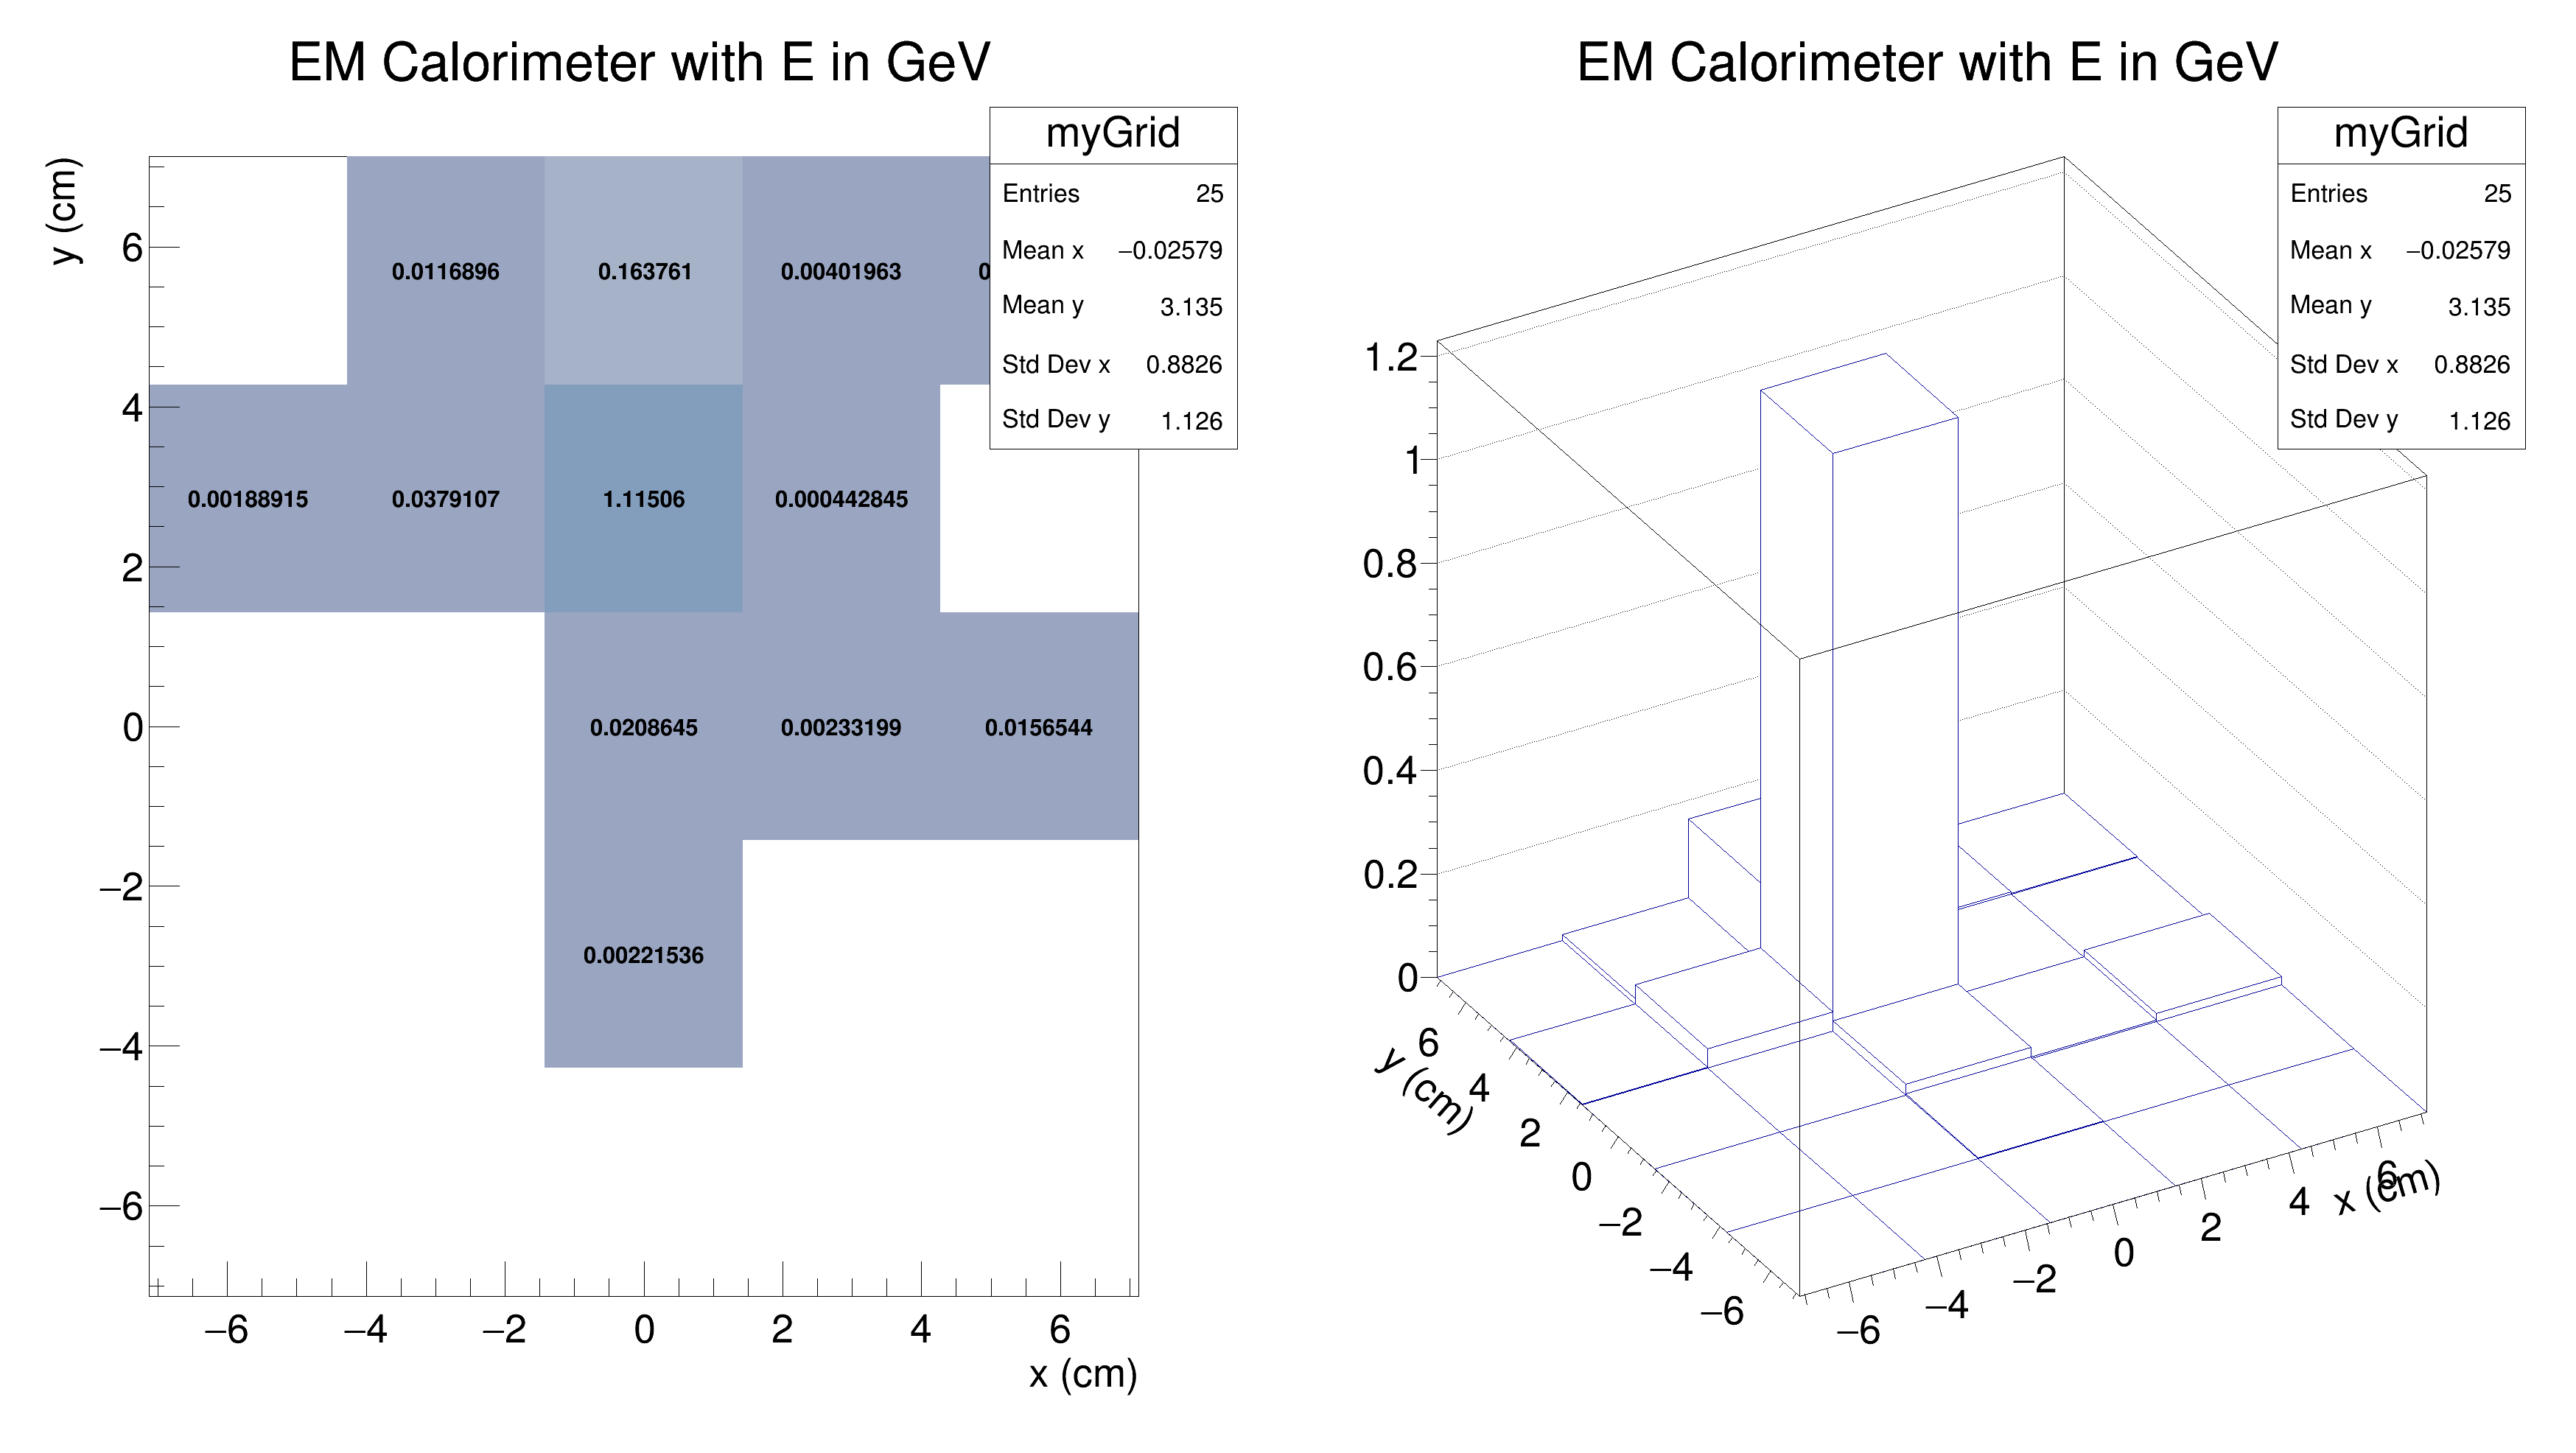 EM Calorimeter with E in GeV
myGrid
Entries 25
Mean x −0.02579
Mean y 3.135
Std Dev x 0.8826
Std Dev y 1.126
y (cm)
6
4
2
0
−2
−4
−6
0.0116896 0.163761 0.00401963
0.00188915 0.0379107 1.11506 0.000442845
0.0208645 0.00233199 0.0156544
0.00221536
−6 −4 −2 0 2 4 6
x (cm)
EM Calorimeter with E in GeV
myGrid
Entries 25
Mean x −0.02579
Mean y 3.135
Std Dev x 0.8826
Std Dev y 1.126
1.2
1
0.8
0.6
0.4
0.2
0
y (cm)
6
4
2
0
−2
−4
−6
−6
−4
−2
0
2
4
6
x (cm)